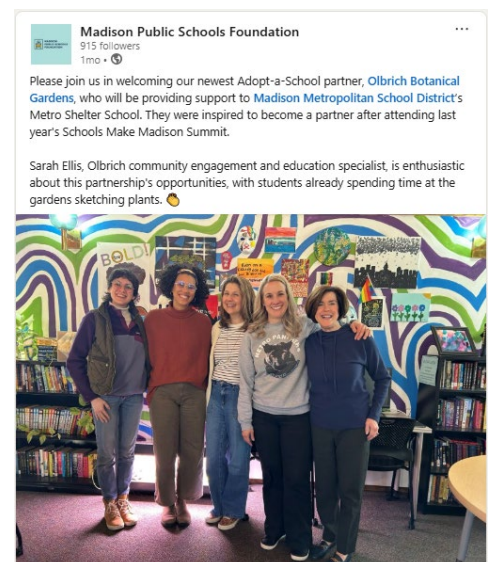 Madison Public Schools Foundation
915 followers
1mo •
Please join us in welcoming our newest Adopt-a-School partner, Olbrich Botanical
Gardens, who will be providing support to Madison Metropolitan School District's
Metro Shelter School. They were inspired to become a partner after attending last
year's Schools Make Madison Summit.
Sarah Ellis, Olbrich community engagement and education specialist, is enthusiastic
about this partnership's opportunities, with students already spending time at the
gardens sketching plants. 👏
BOLD!